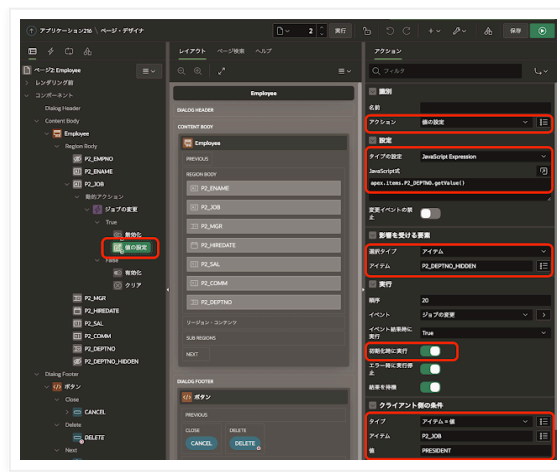 アプリケーション216 \ ページ・デザイナ
2
実行
保存
レイアウト ページ検索 ヘルプ
アクション
ページ2: Employee
レンダリング前
コンポーネント
Dialog Header
Content Body
Employee
Region Body
P2_EMPNO
P2_ENAME
P2_JOB
動的アクション
ジョブの変更
True
無効化
値の設定
False
有効化
クリア
P2_MGR
P2_HIREDATE
P2_SAL
P2_COMM
P2_DEPTNO
P2_DEPTNO_HIDDEN
Dialog Footer
ボタン
Close
CANCEL
Delete
DELETE
Next
Employee
DIALOG HEADER
CONTENT BODY
Employee
PREVIOUS
REGION BODY
P2_ENAME
P2_JOB
P2_MGR
P2_HIREDATE
P2_SAL
P2_COMM
P2_DEPTNO
リージョン・コンテンツ
SUB REGIONS
NEXT
DIALOG FOOTER
ボタン
PREVIOUS
CLOSE DELETE
CANCEL DELETE
フィルタ
識別
名前
アクション 値の設定
設定
タイプの設定 JavaScript Expression
JavaScript式
apex.items.P2_DEPTNO.getValue()
変更イベントの禁止
影響を受ける要素
選択タイプ アイテム
アイテム P2_DEPTNO_HIDDEN
実行
順序 20
イベント ジョブの変更
イベント結果時に実行 True
初期化時に実行
エラー時に実行停止
結果を待機
クライアント側の条件
タイプ アイテム = 値
アイテム P2_JOB
値 PRESIDENT